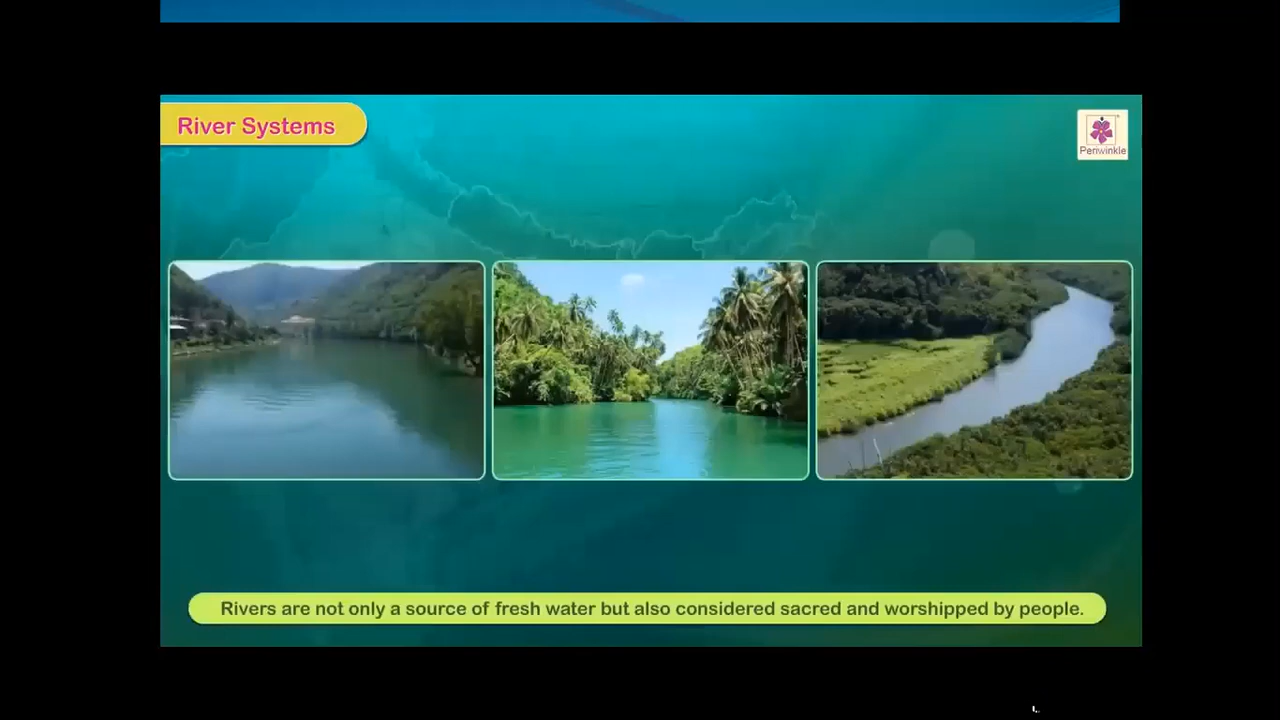 River Systems
Periwinkle
Rivers are not only a source of fresh water but also considered sacred and worshipped by people.